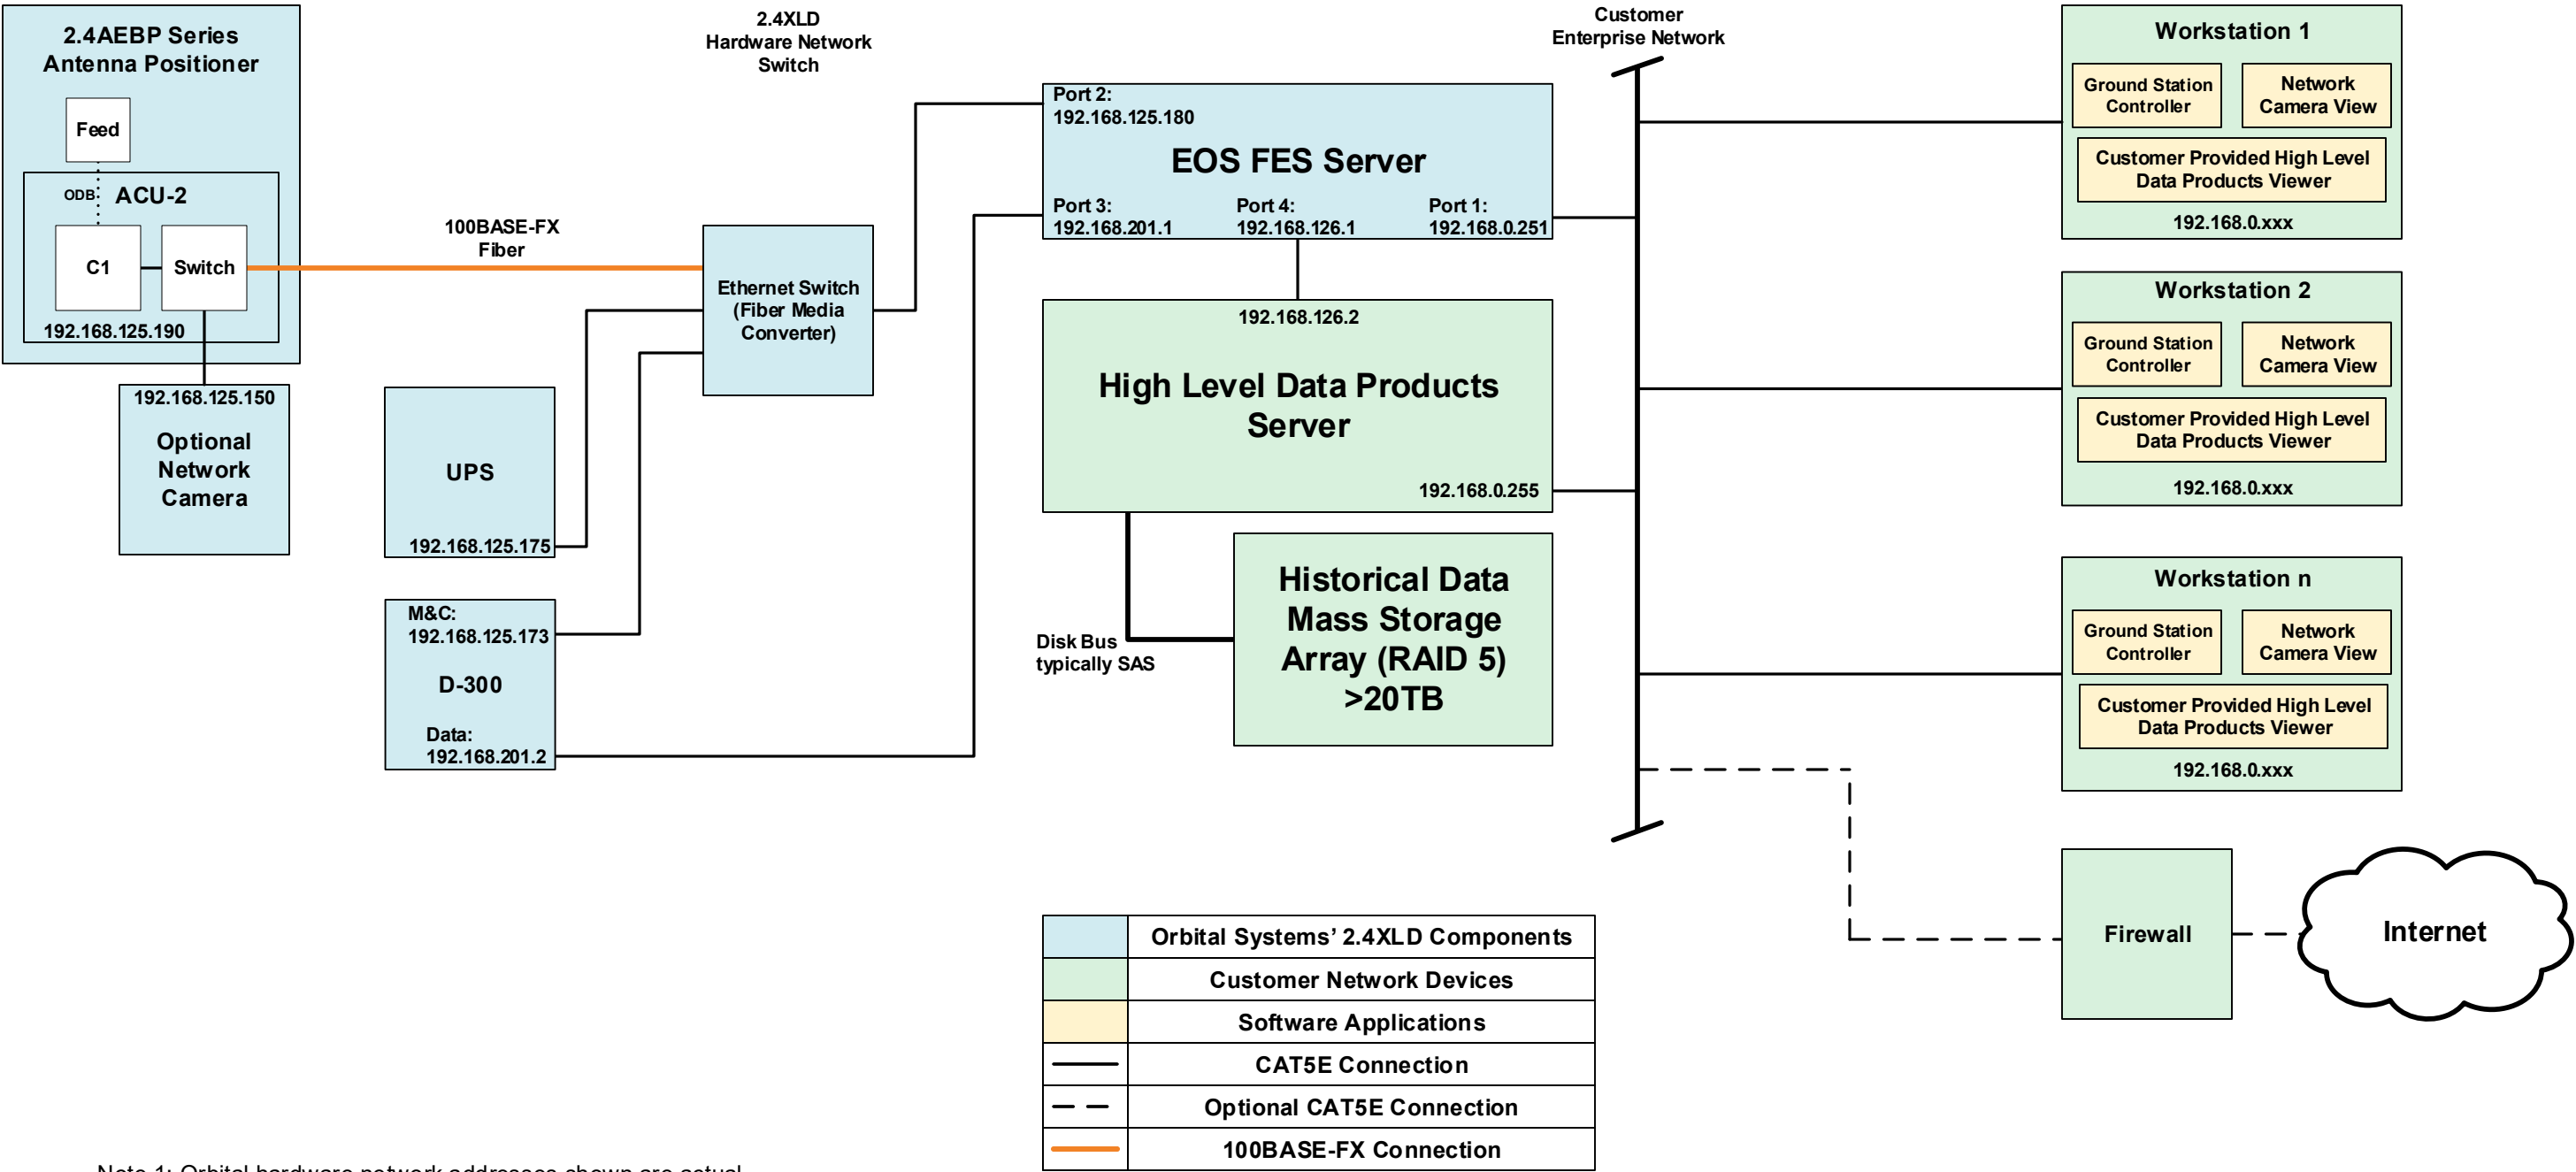 2.4AEBP Series
Antenna Positioner
Feed
ODB
ACU-2
C1
Switch
192.168.125.190
192.168.125.150
Optional
Network
Camera
100BASE-FX
Fiber
2.4XLD
Hardware Network
Switch
Ethernet Switch
(Fiber Media
Converter)
UPS
192.168.125.175
M&C:
192.168.125.173
D-300
Data:
192.168.201.2
Port 2:
192.168.125.180
EOS FES Server
Port 3:
192.168.201.1
Port 4:
192.168.126.1
Port 1:
192.168.0.251
192.168.126.2
High Level Data Products
Server
192.168.0.255
Disk Bus
typically SAS
Historical Data
Mass Storage
Array (RAID 5)
>20TB
Customer
Enterprise Network
Workstation 1
Ground Station
Controller
Network
Camera View
Customer Provided High Level
Data Products Viewer
192.168.0.xxx
Workstation 2
Ground Station
Controller
Network
Camera View
Customer Provided High Level
Data Products Viewer
192.168.0.xxx
Workstation n
Ground Station
Controller
Network
Camera View
Customer Provided High Level
Data Products Viewer
192.168.0.xxx
Firewall
Internet
Orbital Systems’ 2.4XLD Components
Customer Network Devices
Software Applications
CAT5E Connection
Optional CAT5E Connection
100BASE-FX Connection
Note 1: Orbital hardware network addresses shown are actual